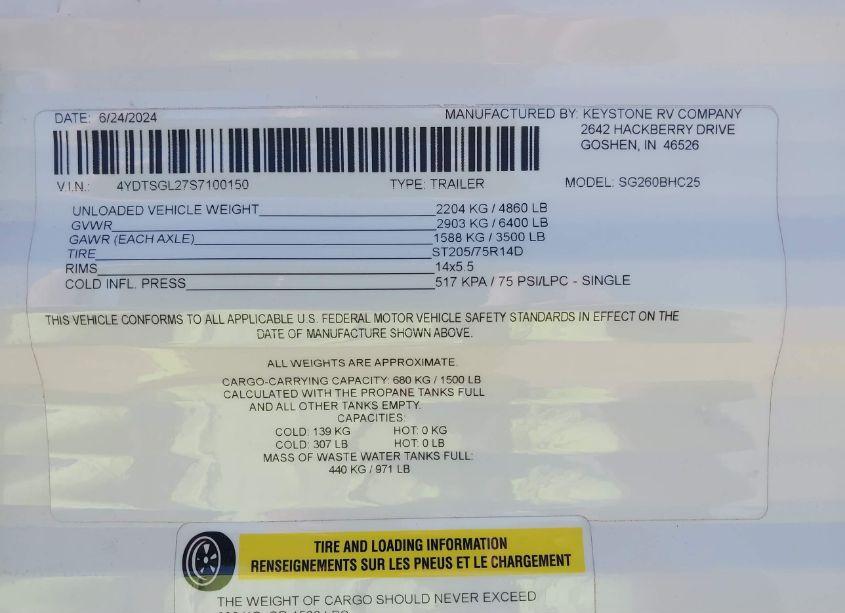 DATE: 6/24/2024
MANUFACTURED BY: KEYSTONE RV COMPANY
2642 HACKBERRY DRIVE
GOSHEN, IN 46526
V.I.N.: 4YDTSGL27S7100150 TYPE: TRAILER MODEL: SG260BHC25
UNLOADED VEHICLE WEIGHT 2204 KG / 4860 LB
GVWR 2903 KG / 6400 LB
GAWR (EACH AXLE) 1588 KG / 3500 LB
TIRE ST205/75R14D
RIMS 14x5.5
COLD INFL. PRESS 517 KPA / 75 PSI/LPC - SINGLE
THIS VEHICLE CONFORMS TO ALL APPLICABLE U.S. FEDERAL MOTOR VEHICLE SAFETY STANDARDS IN EFFECT ON THE
DATE OF MANUFACTURE SHOWN ABOVE.
ALL WEIGHTS ARE APPROXIMATE.
CARGO-CARRYING CAPACITY: 680 KG / 1500 LB
CALCULATED WITH THE PROPANE TANKS FULL
AND ALL OTHER TANKS EMPTY.
CAPACITIES:
COLD: 139 KG HOT: 0 KG
COLD: 307 LB HOT: 0 LB
MASS OF WASTE WATER TANKS FULL:
440 KG / 971 LB
TIRE AND LOADING INFORMATION
RENSEIGNEMENTS SUR LES PNEUS ET LE CHARGEMENT
THE WEIGHT OF CARGO SHOULD NEVER EXCEED